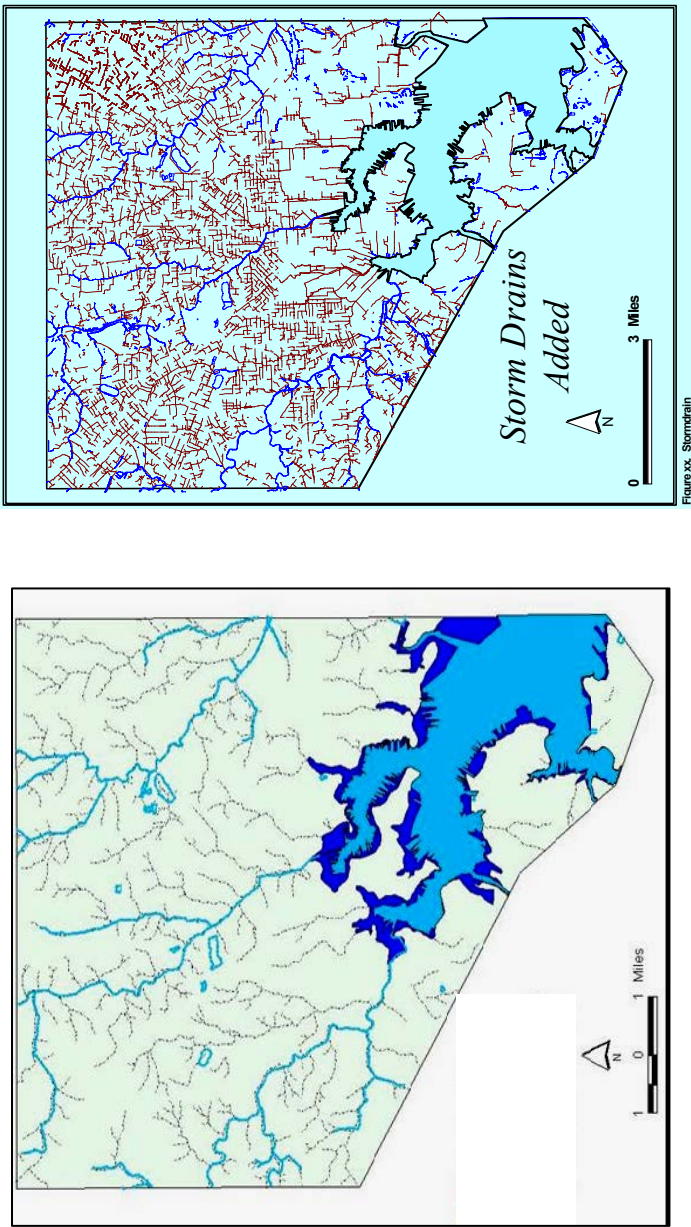 Storm Drains
Added
N
0 3 Miles
Figure xx. Stormdrain
N
1 0 1 Miles